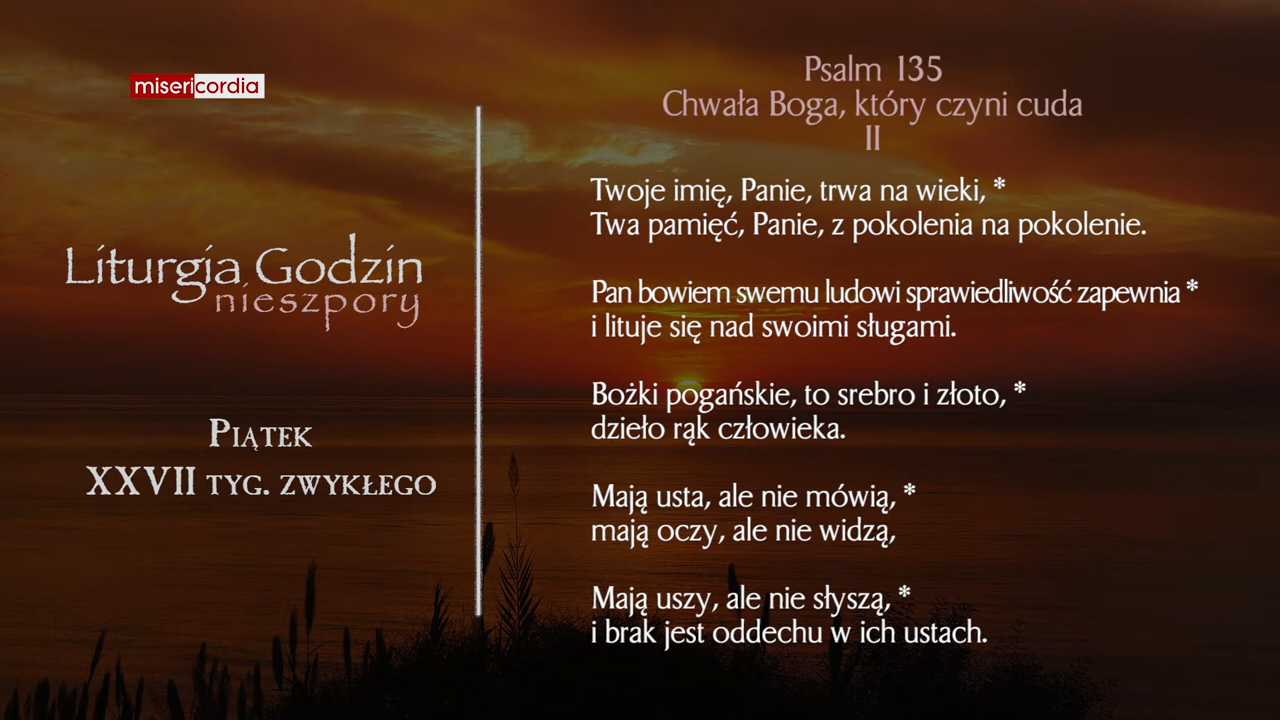 misericordia
Liturgia Godzin
nieszpory
Piątek
XXVII tyg. zwykłego
Psalm 135
Chwała Boga, który czyni cuda
II
Twoje imię, Panie, trwa na wieki, *
Twa pamięć, Panie, z pokolenia na pokolenie.
Pan bowiem swemu ludowi sprawiedliwość zapewnia *
i lituje się nad swoimi sługami.
Bożki pogańskie, to srebro i złoto, *
dzieło rąk człowieka.
Mają usta, ale nie mówią, *
mają oczy, ale nie widzą,
Mają uszy, ale nie słyszą, *
i brak jest oddechu w ich ustach.